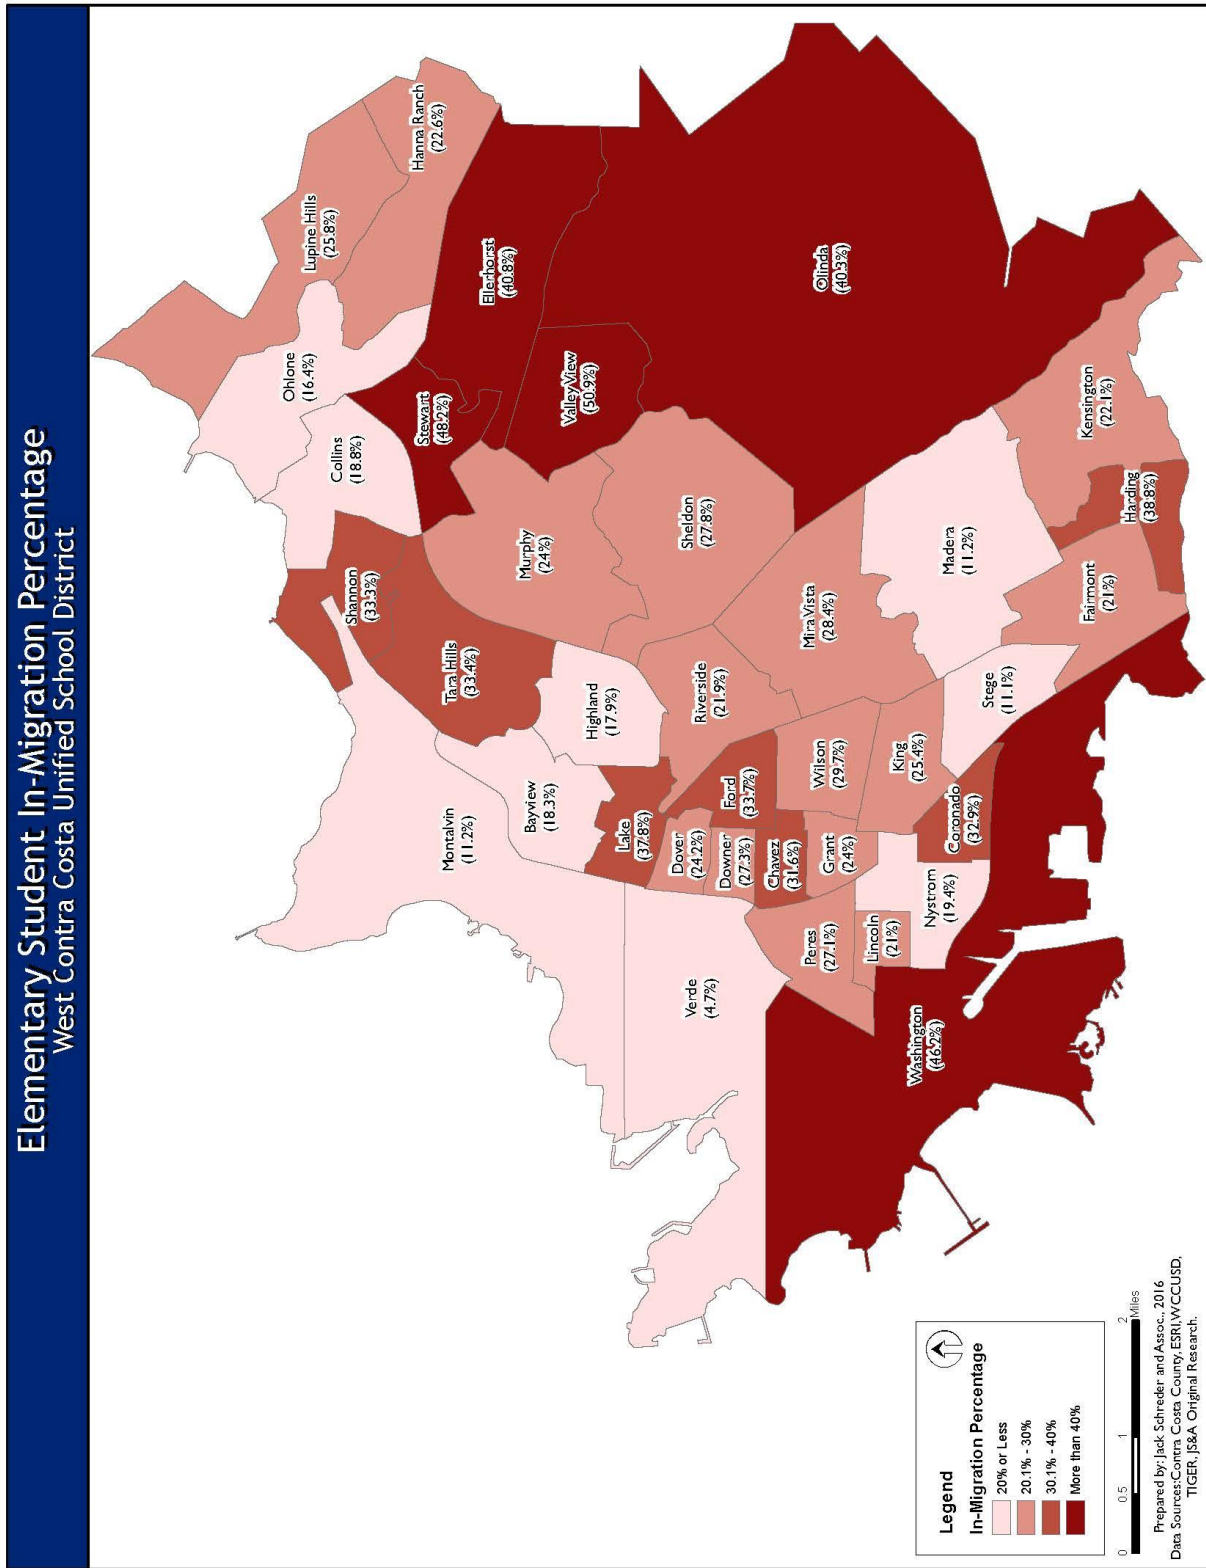 Elementary Student In-Migration Percentage
West Contra Costa Unified School District
Lupine Hills
(25.8%)
Hanna Ranch
(22.6%)
Ohlone
(16.4%)
Collins
(18.8%)
Ellerhorst
(40.8%)
Stewart
(48.2%)
Valley View
(50.9%)
Olinda
(40.3%)
Shannon
(33.3%)
Tara Hills
(33.4%)
Murphy
(24%)
Sheldon
(27.8%)
Montalvin
(11.2%)
Bayview
(18.3%)
Highland
(17.9%)
Riverside
(21.9%)
Mira Vista
(28.4%)
Madera
(11.2%)
Kensington
(22.1%)
Harding
(38.8%)
Fairmont
(21%)
Stege
(11.1%)
Lake
(37.8%)
Dover
(24.2%)
Downer
(27.3%)
Ford
(33.7%)
Chavez
(31.6%)
Wilson
(29.7%)
Grant
(24%)
King
(25.4%)
Coronado
(32.9%)
Nystrom
(19.4%)
Lincoln
(21%)
Peres
(27.1%)
Verde
(4.7%)
Washington
(46.2%)
Legend
In-Migration Percentage
20% or Less
20.1% - 30%
30.1% - 40%
More than 40%
0 0.5 1 2
Miles
Prepared by: Jack Schreder and Assoc., 2016
Data Sources:Contra Costa County, ESRI,WCCUSD,
TIGER, JS&A Original Research.